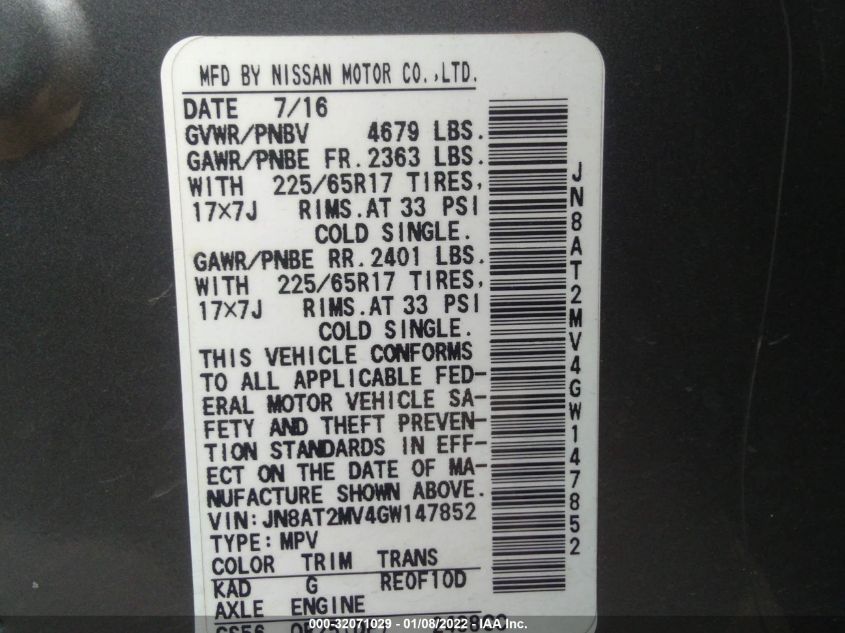 MFD BY NISSAN MOTOR CO.,LTD.
DATE 7/16
GVWR/PNBV 4679 LBS.
GAWR/PNBE FR.2363 LBS.
WITH 225/65R17 TIRES,
17×7J RIMS.AT 33 PSI
COLD SINGLE.
GAWR/PNBE RR.2401 LBS.
WITH 225/65R17 TIRES,
17×7J RIMS.AT 33 PSI
COLD SINGLE.
THIS VEHICLE CONFORMS
TO ALL APPLICABLE FED-
ERAL MOTOR VEHICLE SA-
FETY AND THEFT PREVEN-
TION STANDARDS IN EFF-
ECT ON THE DATE OF MA-
NUFACTURE SHOWN ABOVE.
VIN:JN8AT2MV4GW147852
TYPE:MPV
COLOR TRIM TRANS
KAD G RE0F10D
AXLE ENGINE
JN8AT2MV4GW147852
000-32071029 - 01/08/2022 - IAA Inc.